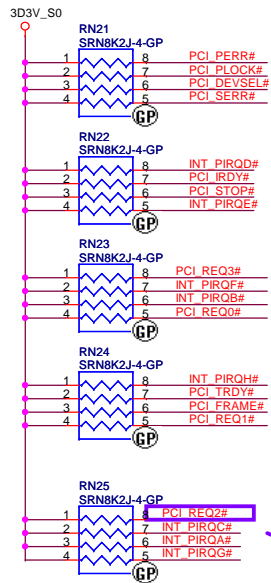 3D3V_S0
RN21
SRN8K2J-4-GP
1 8 PCI_PERR#
2 7 PCI_PLOCK#
3 6 PCI_DEVSEL#
4 5 PCI_SERR#
GP
RN22
SRN8K2J-4-GP
1 8 INT_PIRQD#
2 7 PCI_IRDY#
3 6 PCI_STOP#
4 5 INT_PIRQE#
GP
RN23
SRN8K2J-4-GP
1 8 PCI_REQ3#
2 7 INT_PIRQF#
3 6 INT_PIRQB#
4 5 PCI_REQ0#
GP
RN24
SRN8K2J-4-GP
1 8 INT_PIRQH#
2 7 PCI_TRDY#
3 6 PCI_FRAME#
4 5 PCI_REQ1#
GP
RN25
SRN8K2J-4-GP
1 8 PCI_REQ2#
2 7 INT_PIRQC#
3 6 INT_PIRQA#
4 5 INT_PIRQG#
GP